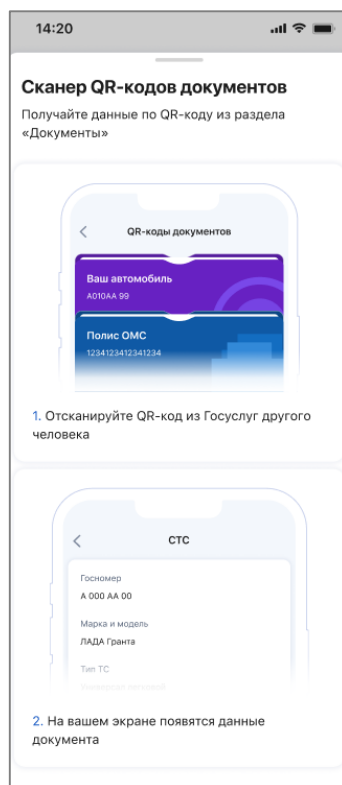 14:20
Сканер QR-кодов документов
Получайте данные по QR-коду из раздела
«Документы»
QR-коды документов
Ваш автомобиль
А010АА 99
Полис ОМС
1234123412341234
1. Отсканируйте QR-код из Госуслуг другого
человека
СТС
Госномер
А 000 АА 00
Марка и модель
ЛАДА Гранта
Тип ТС
Универсал легковой
2. На вашем экране появятся данные
документа